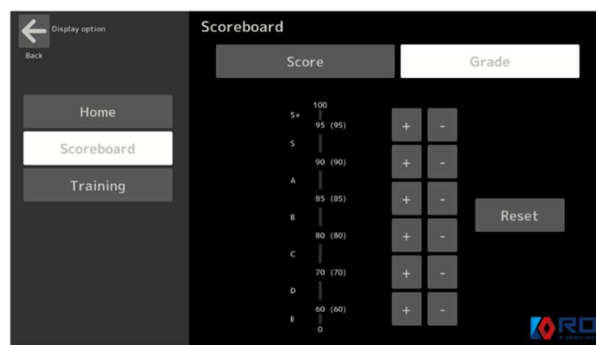 Display option
Scoreboard
Back
Score
Grade
Home
Scoreboard
Training
100
S+
95 (95)
+ -
S
90 (90)
+ -
A
85 (85)
+ -
B
Reset
80 (80)
+ -
C
70 (70)
+ -
D
60 (60)
+ -
E
0
RO